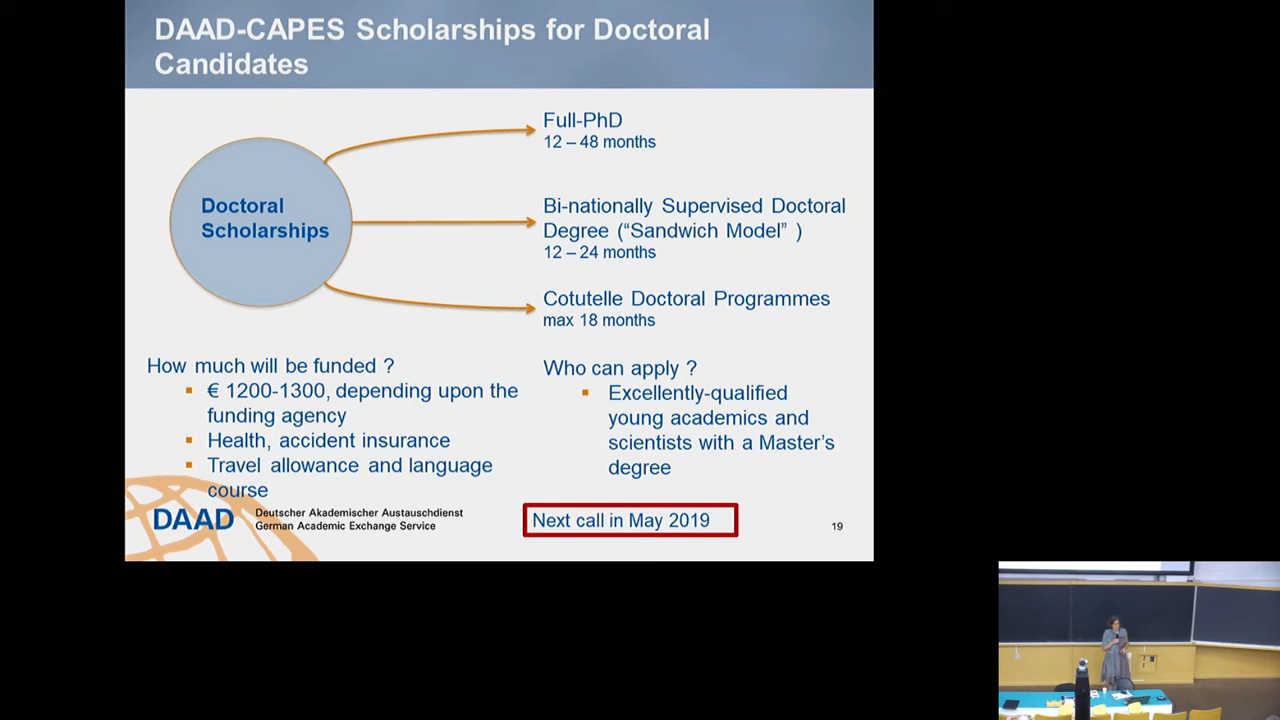 DAAD-CAPES Scholarships for Doctoral
Candidates
Doctoral
Scholarships
Full-PhD
12 – 48 months
Bi-nationally Supervised Doctoral
Degree (“Sandwich Model” )
12 – 24 months
Cotutelle Doctoral Programmes
max 18 months
How much will be funded ?
▪ € 1200-1300, depending upon the
funding agency
▪ Health, accident insurance
▪ Travel allowance and language
course
Who can apply ?
▪ Excellently-qualified
young academics and
scientists with a Master’s
degree
DAAD
Deutscher Akademischer Austauschdienst
German Academic Exchange Service
Next call in May 2019
19